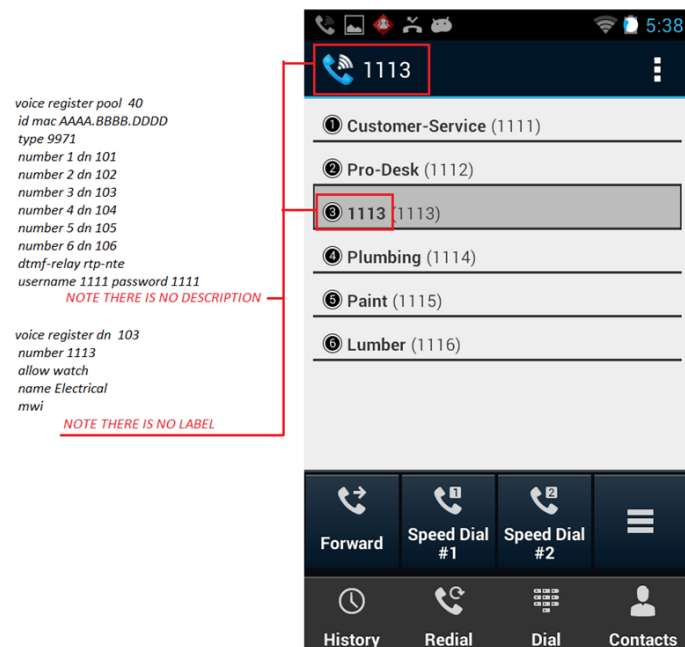 voice register pool  40
id mac AAAA.BBBB.DDDD
type 9971
number 1 dn 101
number 2 dn 102
number 3 dn 103
number 4 dn 104
number 5 dn 105
number 6 dn 106
dtmf-relay rtp-nte
username 1111 password 1111
NOTE THERE IS NO DESCRIPTION
voice register dn  103
number 1113
allow watch
name Electrical
mwi
NOTE THERE IS NO LABEL
5:38
1113
1 Customer-Service (1111)
2 Pro-Desk (1112)
3 1113 (1113)
4 Plumbing (1114)
5 Paint (1115)
6 Lumber (1116)
Forward
1
Speed Dial
#1
2
Speed Dial
#2
History
Redial
Dial
Contacts